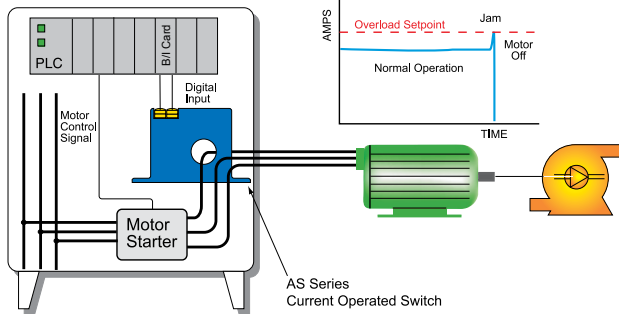 PLC
B/I Card
Digital
Input
Motor
Control
Signal
Motor
Starter
AS Series
Current Operated Switch
AMPS
Overload Setpoint
Jam
Motor
Off
Normal Operation
TIME